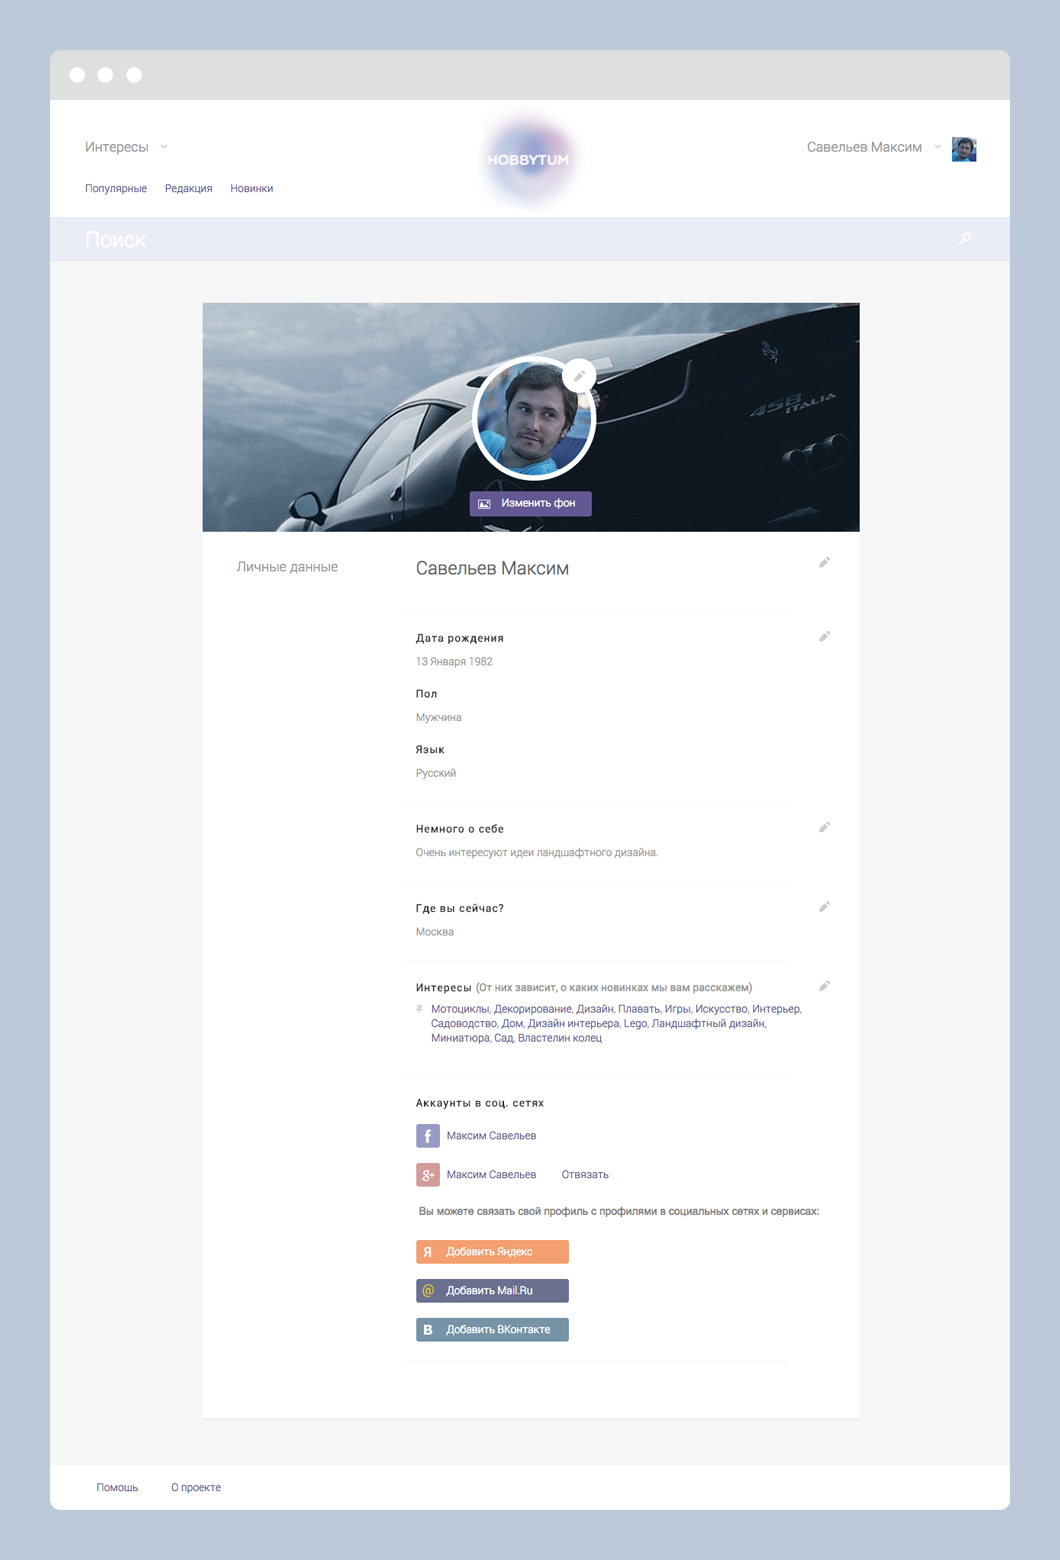 Интересы
HOBBYTUM
Савельев Максим
Популярные Редакция Новинки
Поиск
458
ITALIA
Изменить фон
Личные данные
Савельев Максим
Дата рождения
13 Января 1982
Пол
Мужчина
Язык
Русский
Немного о себе
Очень интересуют идеи ландшафтного дизайна.
Где вы сейчас?
Москва
Интересы (От них зависит, о каких новинках мы вам расскажем)
# Мотоциклы, Декорирование, Дизайн, Плавать, Игры, Искусство, Интерьер,
Садоводство, Дом, Дизайн интерьера, Lego, Ландшафтный дизайн,
Миниатюра, Сад, Властелин колец
Аккаунты в соц. сетях
f Максим Савельев
g+ Максим Савельев Отвязать
Вы можете связать свой профиль с профилями в социальных сетях и сервисах:
Я Добавить Яндекс
@ Добавить Mail.Ru
В Добавить ВКонтакте
Помощь О проекте